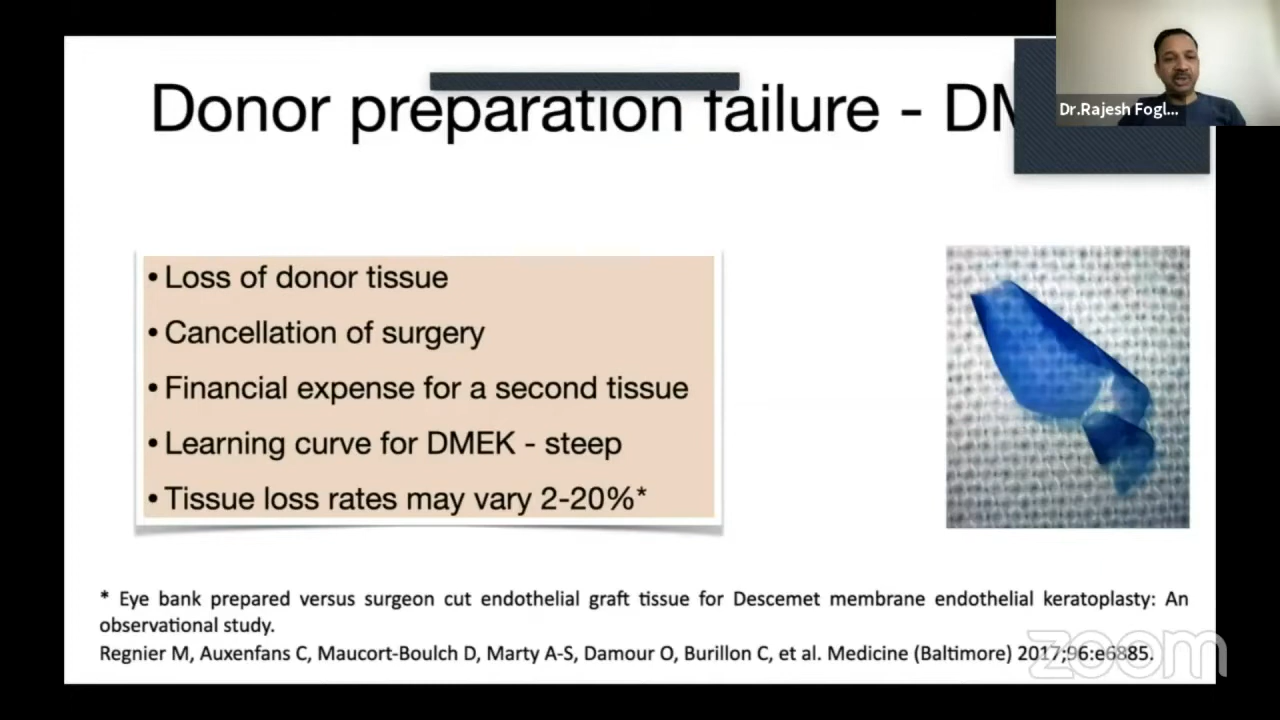 Donor preparation failure - DM
Dr.Rajesh Fogl...
• Loss of donor tissue
• Cancellation of surgery
• Financial expense for a second tissue
• Learning curve for DMEK - steep
• Tissue loss rates may vary 2-20%*
* Eye bank prepared versus surgeon cut endothelial graft tissue for Descemet membrane endothelial keratoplasty: An
observational study.
Regnier M, Auxenfans C, Maucort-Boulch D, Marty A-S, Damour O, Burillon C, et al. Medicine (Baltimore) 2017;96:e6885.
zoom